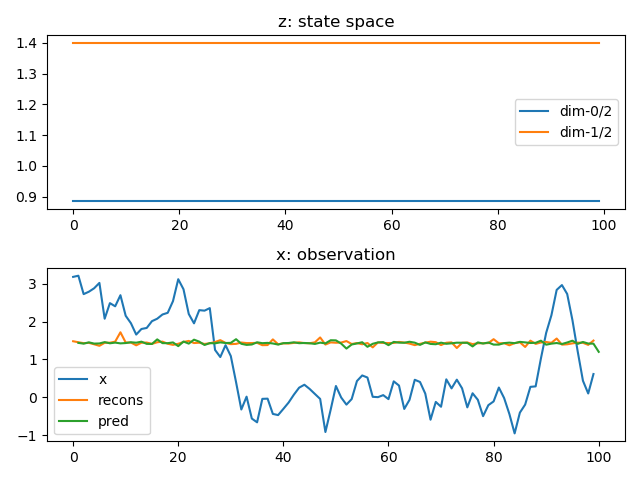 z: state space
1.4
1.3
1.2
1.1
1.0
0.9
dim-0/2
dim-1/2
0 20 40 60 80 100
x: observation
3
2
1
0
−1
x
recons
pred
0 20 40 60 80 100